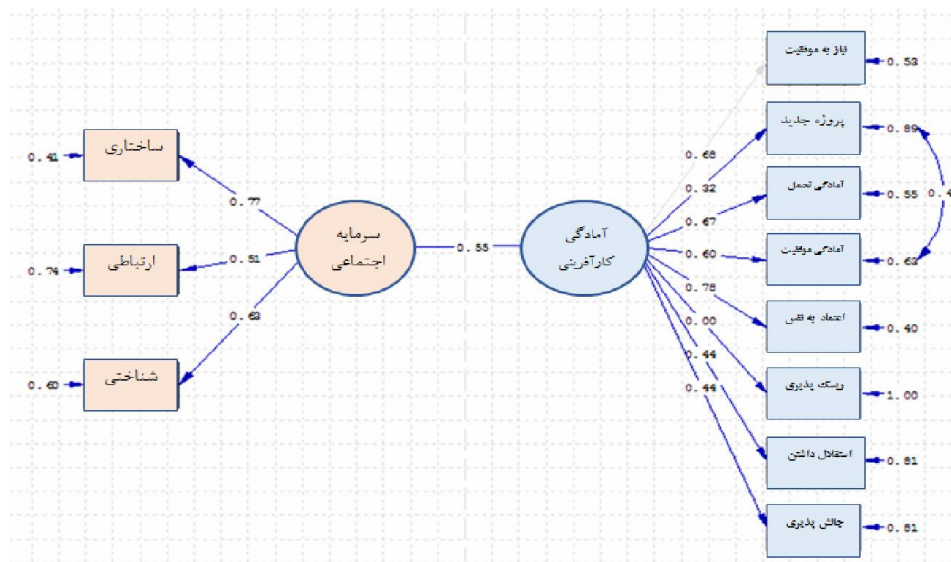 نیاز به موفقیت
0.53
پروژه جدید
0.89
ساختاری
0.41
0.68
0.32
0.77
آمادگی تحمل
0.55
0.4
0.67
سرمایه
اجتماعی
0.55
آمادگی
کارآفرینی
0.60
آمادگی موفقیت
0.63
ارتباطی
0.74
0.51
0.78
0.63
اعتماد به نفس
0.40
0.00
شناختی
0.60
0.44
ریسک پذیری
1.00
0.44
استقلال داشتن
0.81
چالش پذیری
0.81